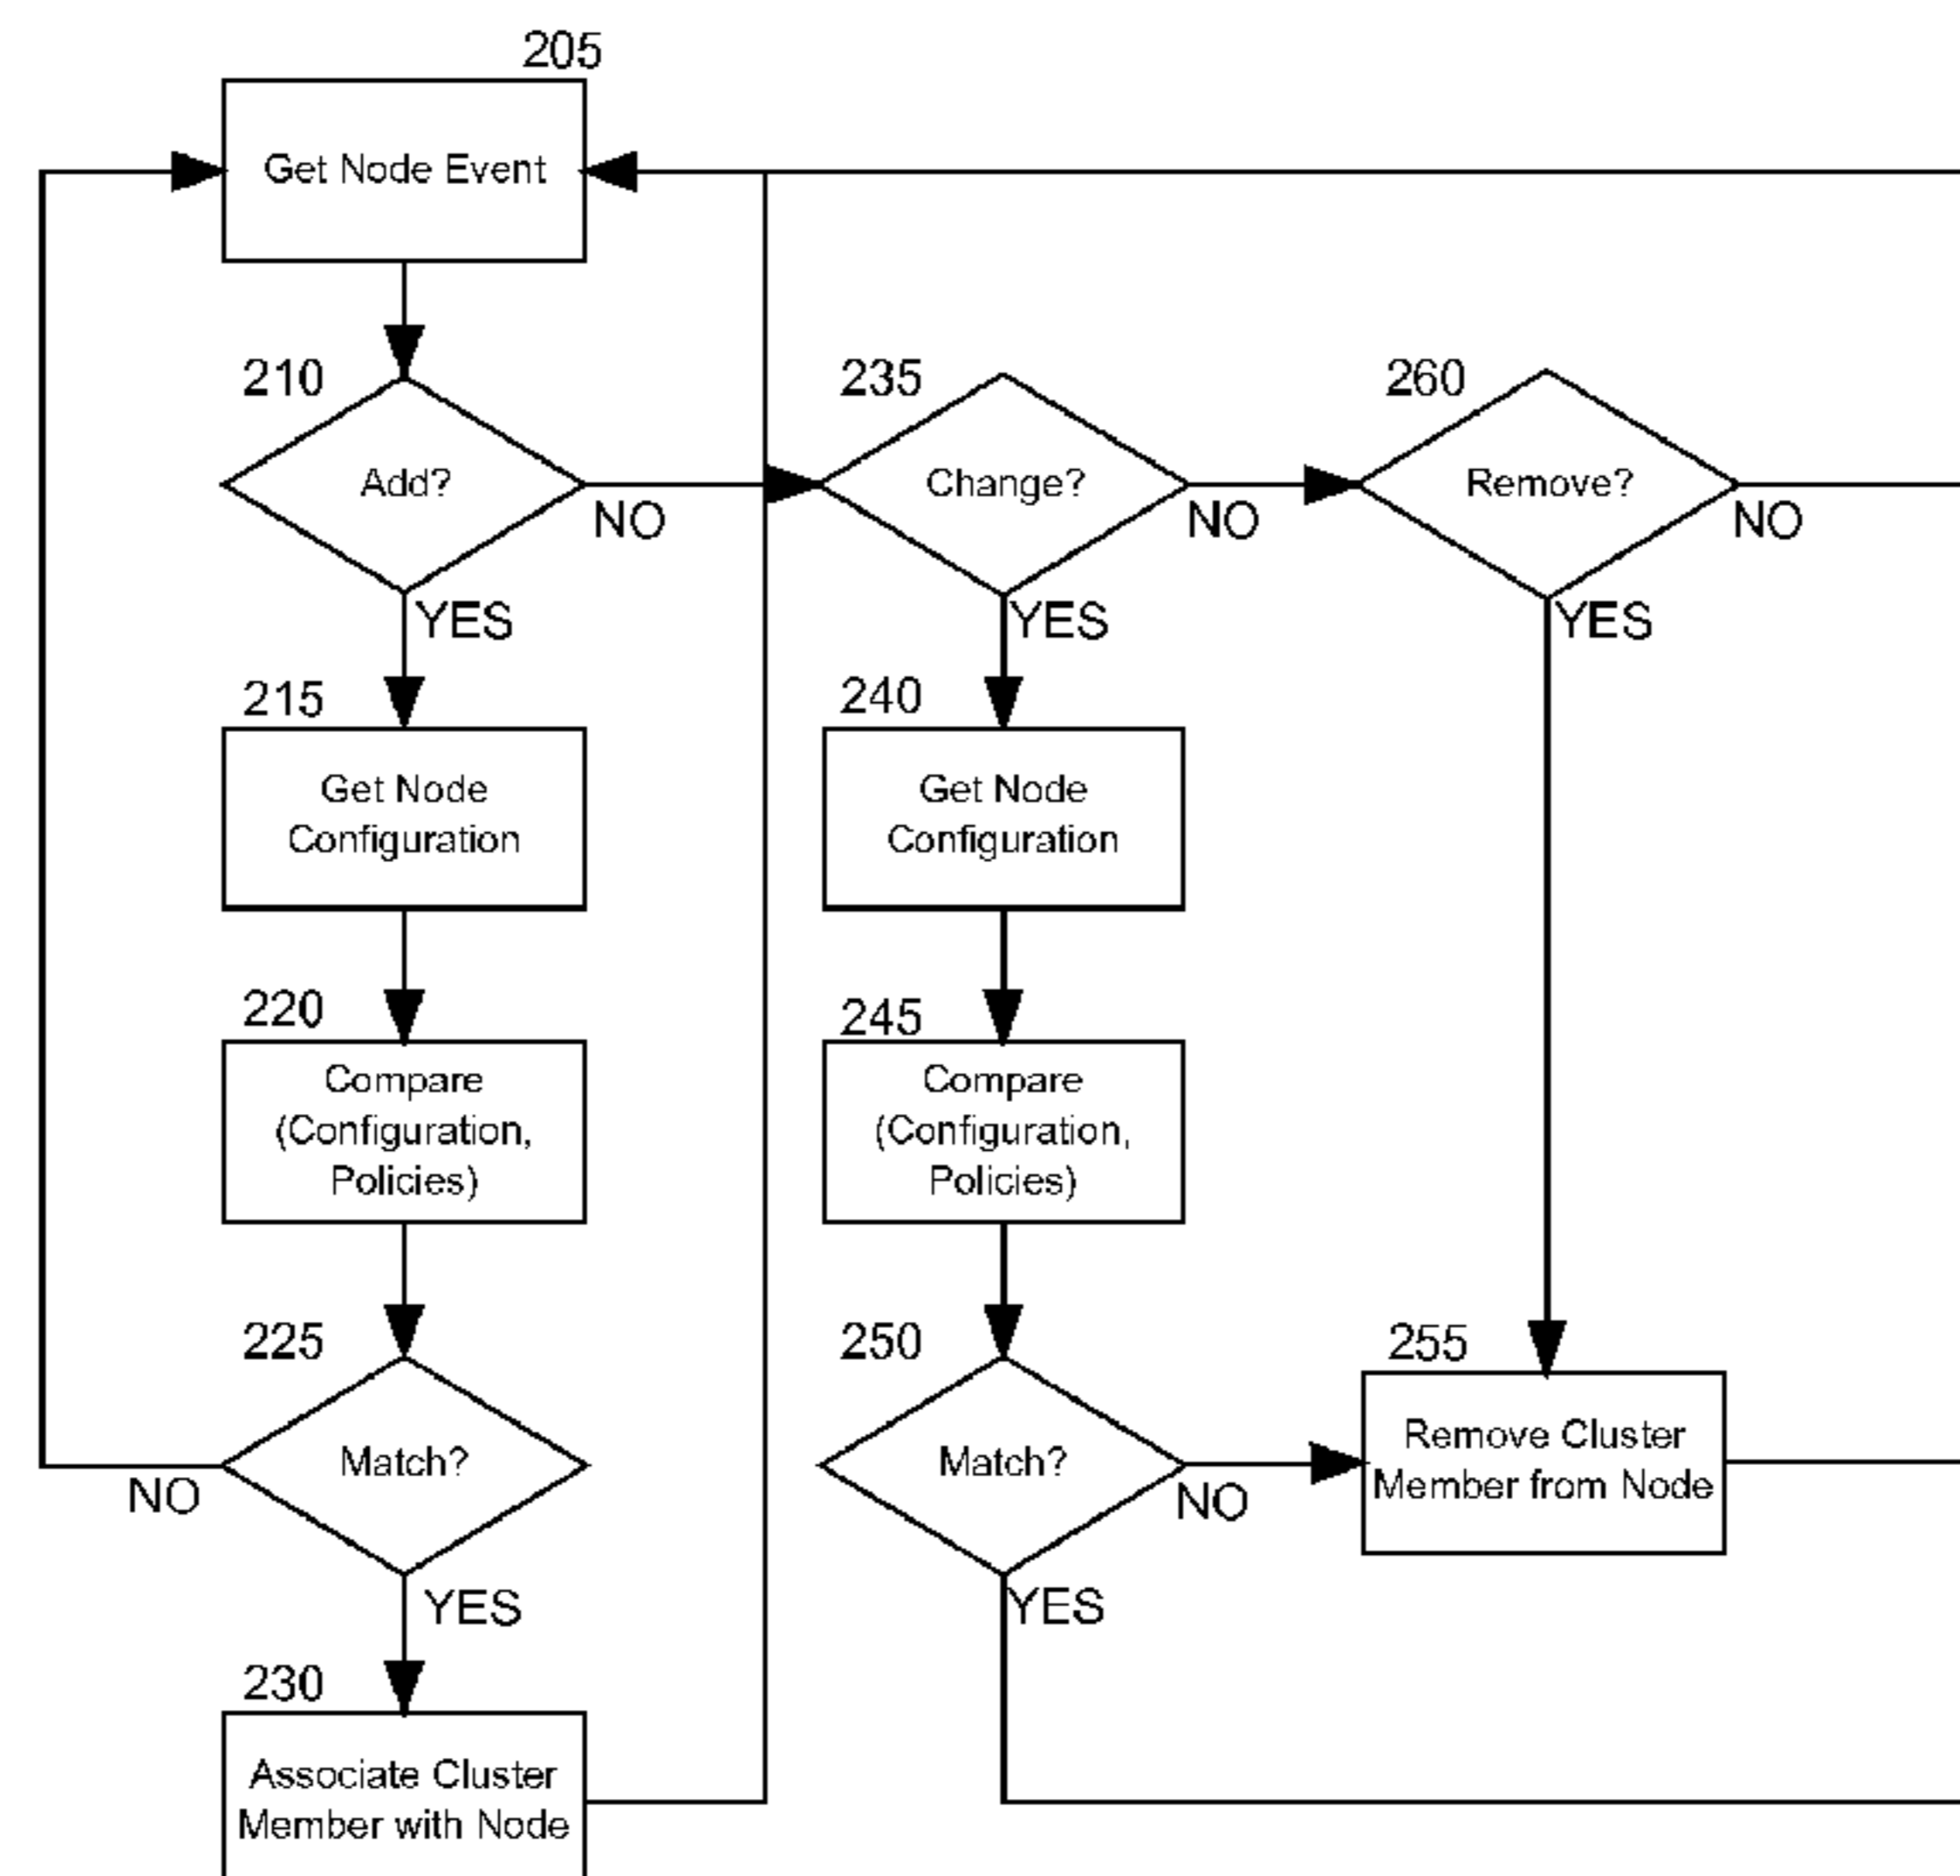 205
Get Node Event
210
Add?
NO
YES
235
Change?
NO
YES
260
Remove?
NO
YES
215
Get Node
Configuration
240
Get Node
Configuration
220
Compare
(Configuration,
Policies)
245
Compare
(Configuration,
Policies)
225
Match?
NO
YES
250
Match?
NO
YES
255
Remove Cluster
Member from Node
230
Associate Cluster
Member with Node